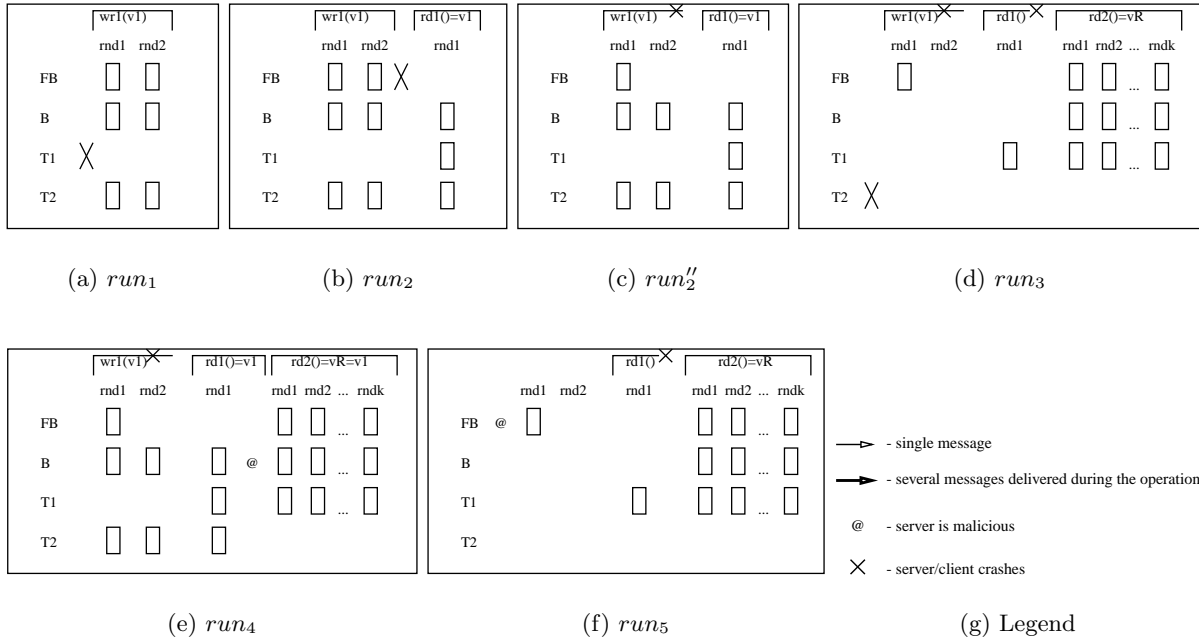 wr1(v1)
rnd1 rnd2
FB
B
T1
T2
(a) run1
wr1(v1) rd1()=v1
rnd1 rnd2 rnd1
FB
B
T1
T2
(b) run2
wr1(v1) rd1()=v1
rnd1 rnd2 rnd1
FB
B
T1
T2
(c) run2′′
wr1(v1) rd1() rd2()=vR
rnd1 rnd2 rnd1 rnd1 rnd2 ... rndk
FB ...
B ...
T1 ...
T2
(d) run3
wr1(v1) rd1()=v1 rd2()=vR=v1
rnd1 rnd2 rnd1 rnd1 rnd2 ... rndk
FB ...
B @ ...
T1 ...
T2
(e) run4
rd1() rd2()=vR
rnd1 rnd2 rnd1 rnd1 rnd2 ... rndk
FB @ ...
B ...
T1 ...
T2
(f) run5
- single message
- several messages delivered during the operation
@ - server is malicious
- server/client crashes
(g) Legend